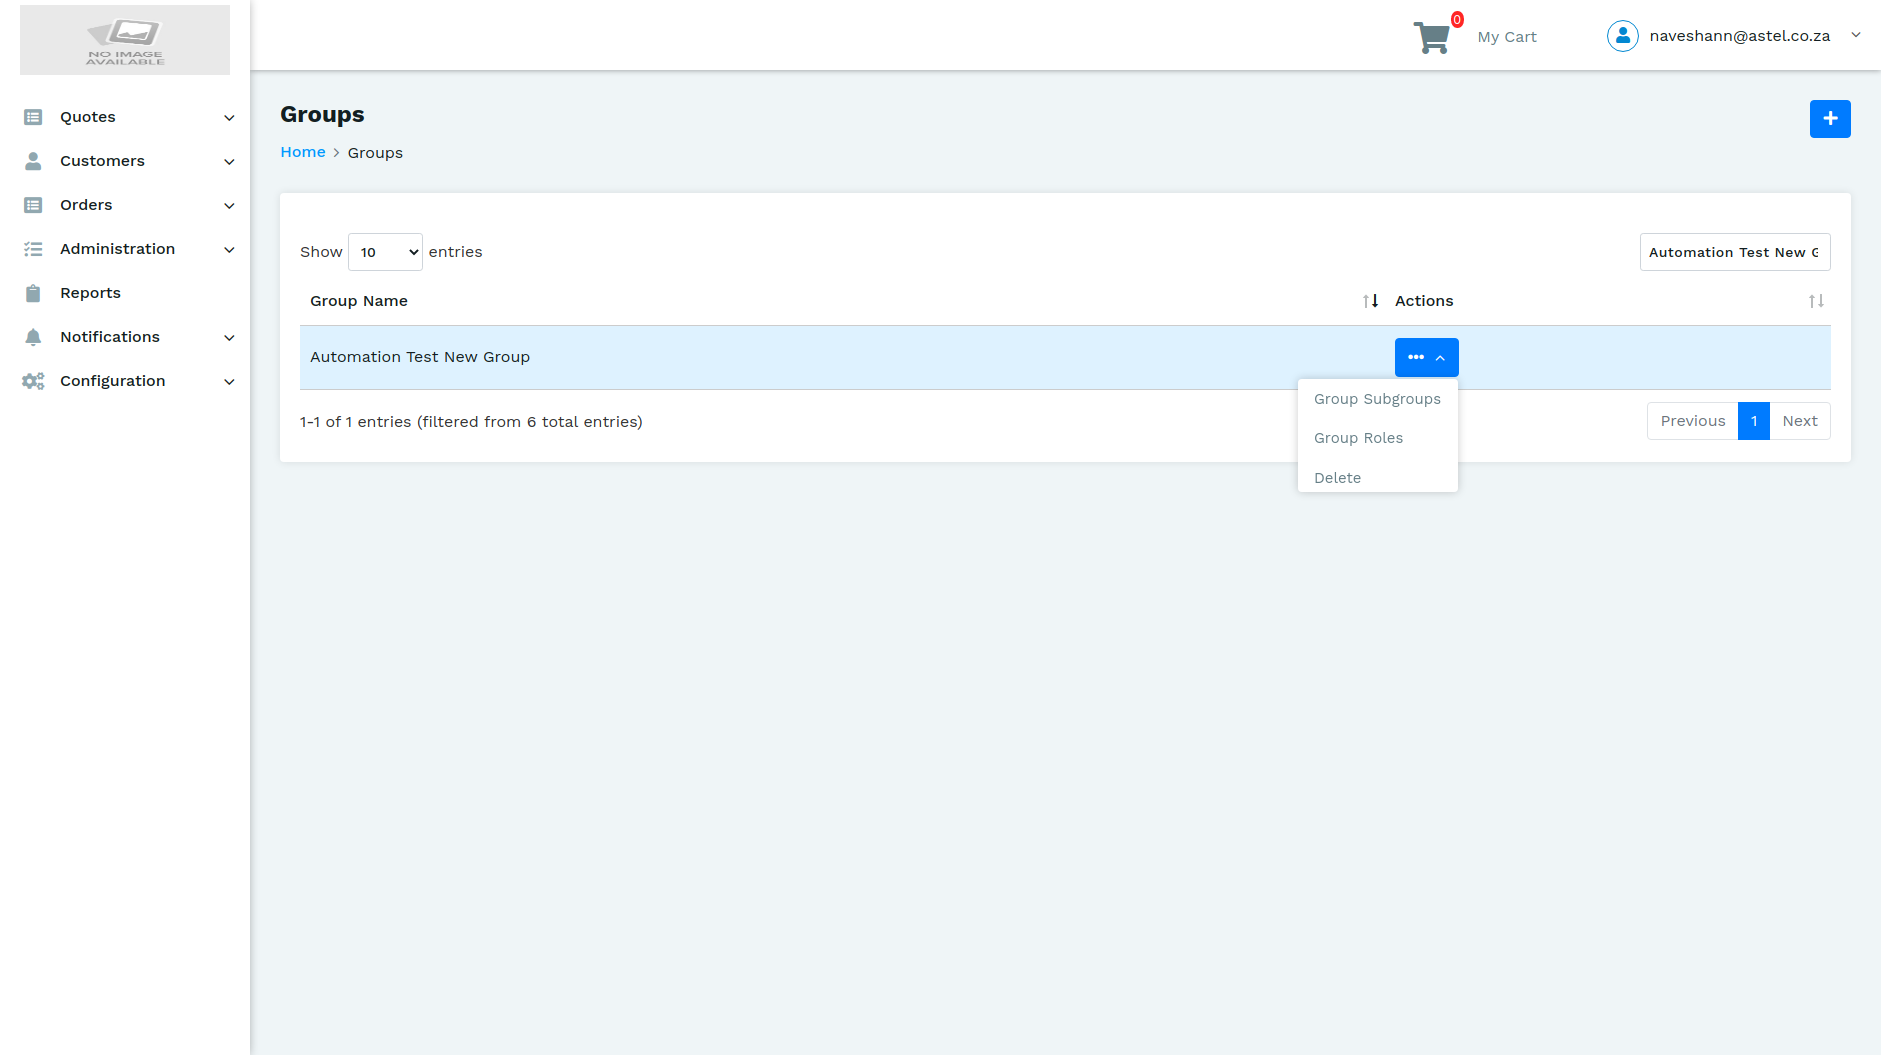 NO IMAGE
AVAILABLE
0
My Cart
naveshann@astel.co.za
Quotes
Customers
Orders
Administration
Reports
Notifications
Configuration
Groups
Home > Groups
Show 10 entries
Automation Test New G
Group Name
Actions
Automation Test New Group
Group Subgroups
Group Roles
Delete
1-1 of 1 entries (filtered from 6 total entries)
Previous 1 Next